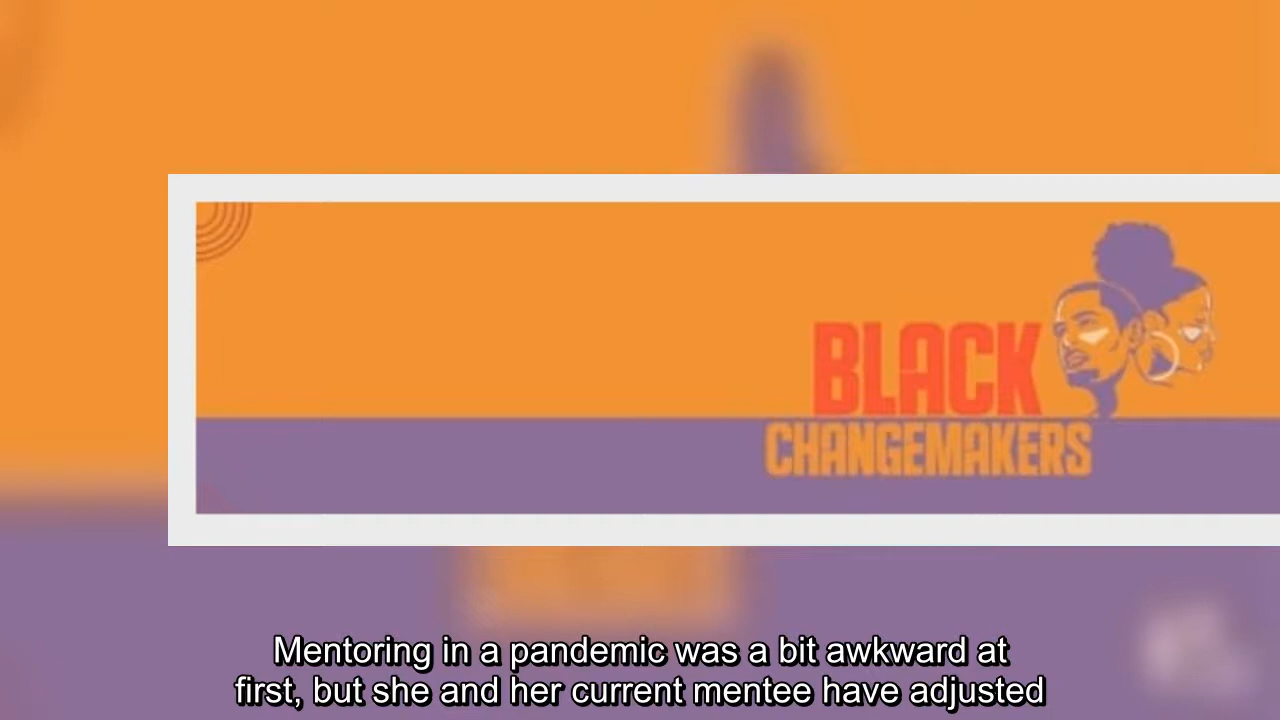 BLACK
CHANGEMAKERS
Mentoring in a pandemic was a bit awkward at
first, but she and her current mentee have adjusted